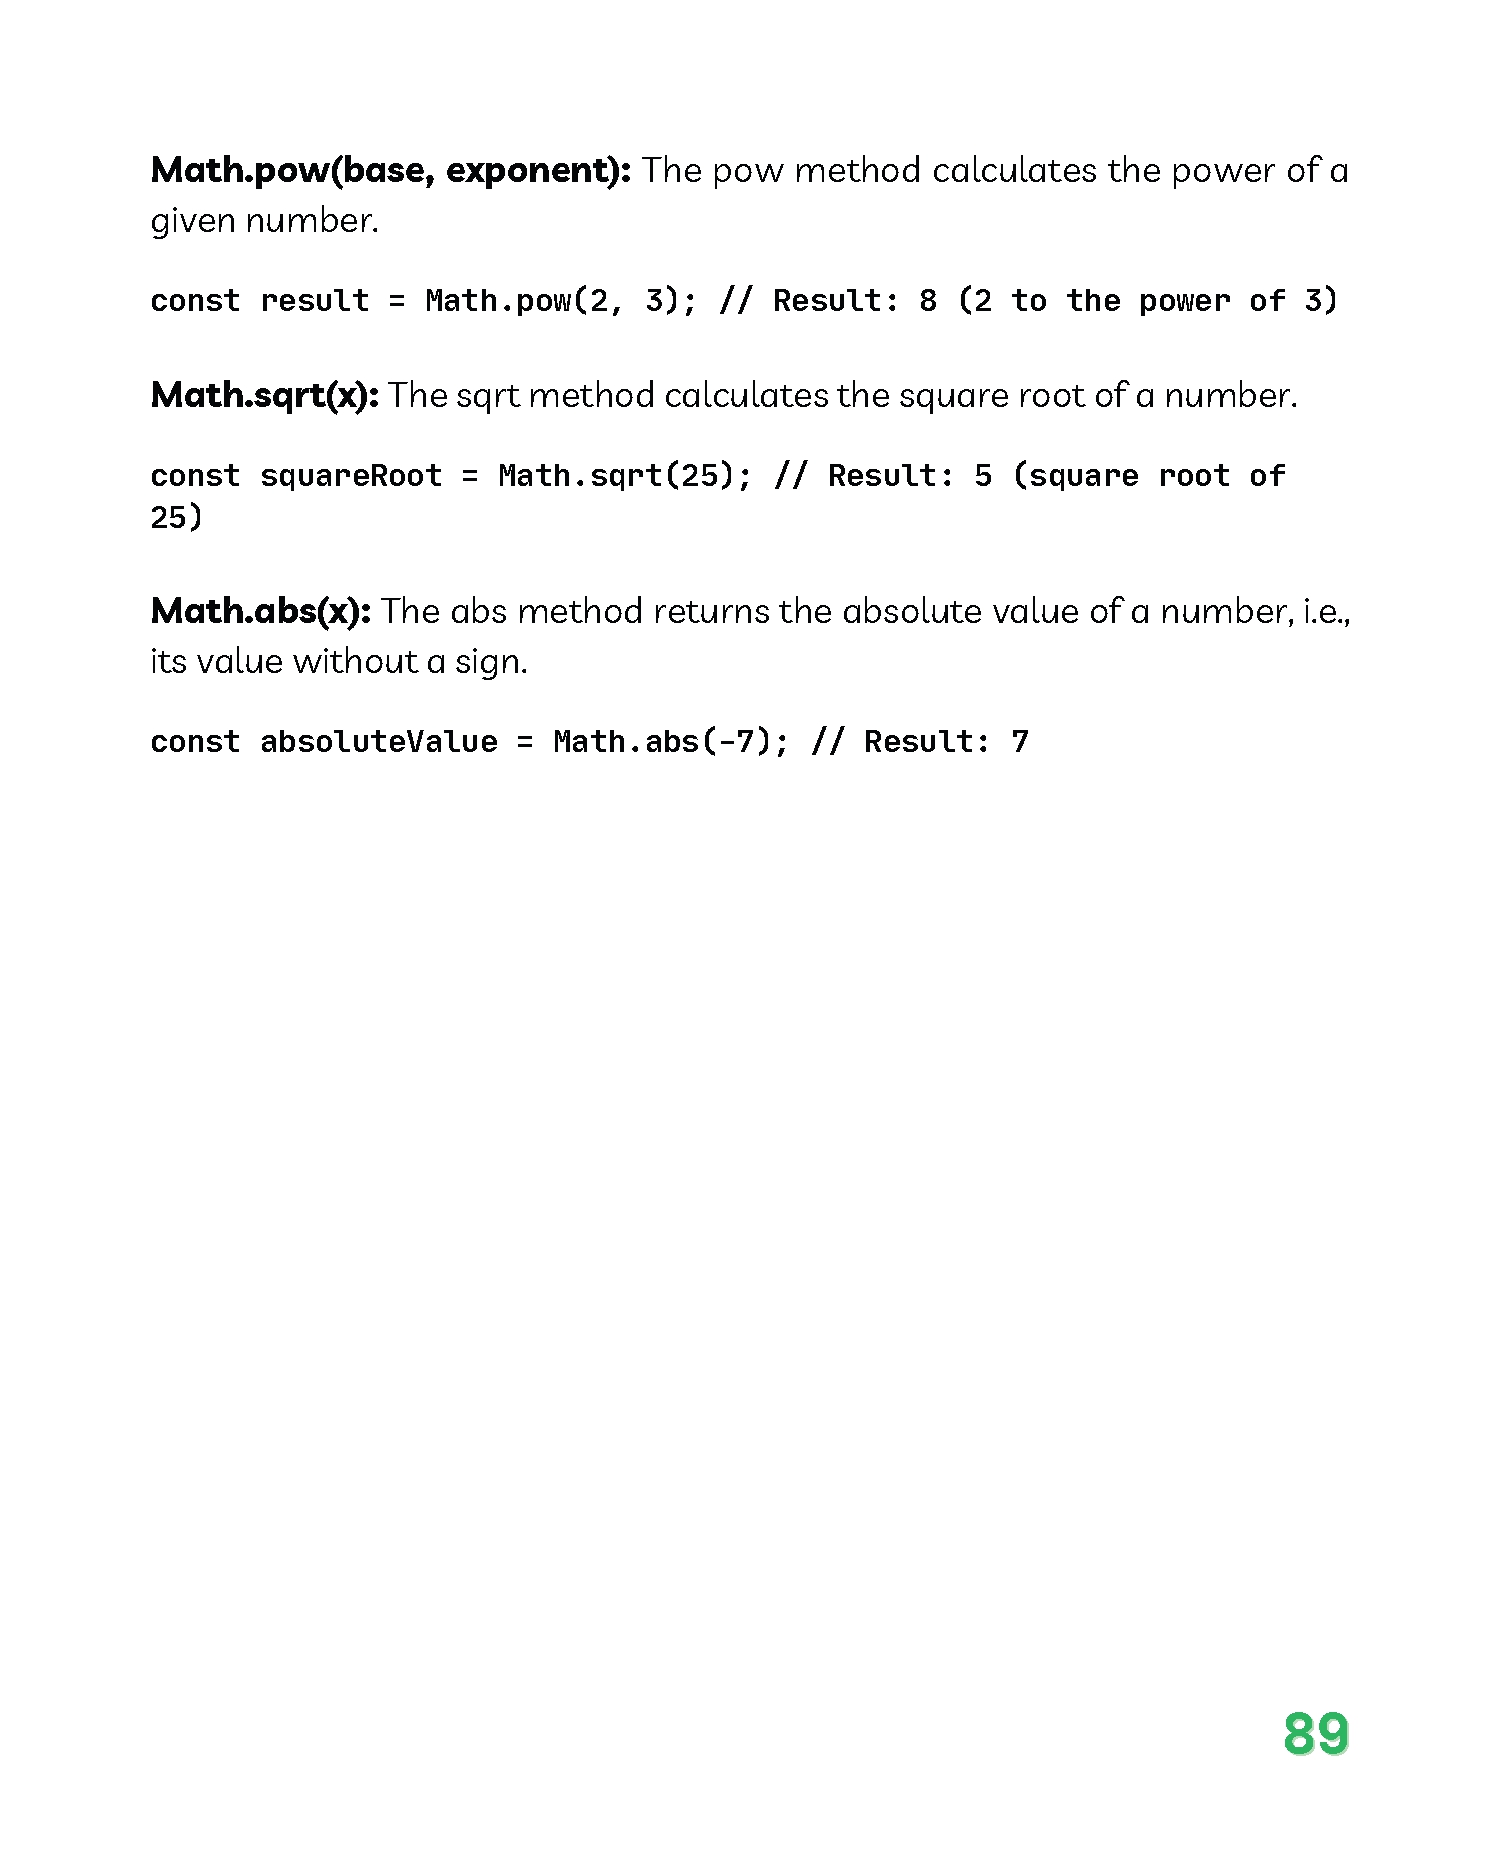 Math.pow(base, exponent): The pow method calculates the power of a
given number.
const result = Math.pow(2, 3); // Result: 8 (2 to the power of 3)
Math.sqrt(x): The sqrt method calculates the square root of a number.
const squareRoot = Math.sqrt(25); // Result: 5 (square root of
25)
Math.abs(x): The abs method returns the absolute value of a number, i.e.,
its value without a sign.
const absoluteValue = Math.abs(-7); // Result: 7
89